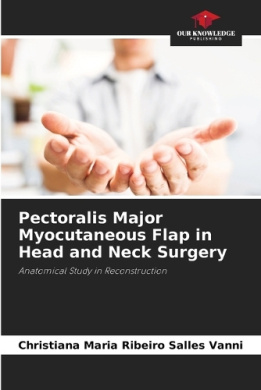 OUR KNOWLEDGE
PUBLISHING
Pectoralis Major
Myocutaneous Flap in
Head and Neck Surgery
Anatomical Study in Reconstruction
Christiana Maria Ribeiro Salles Vanni